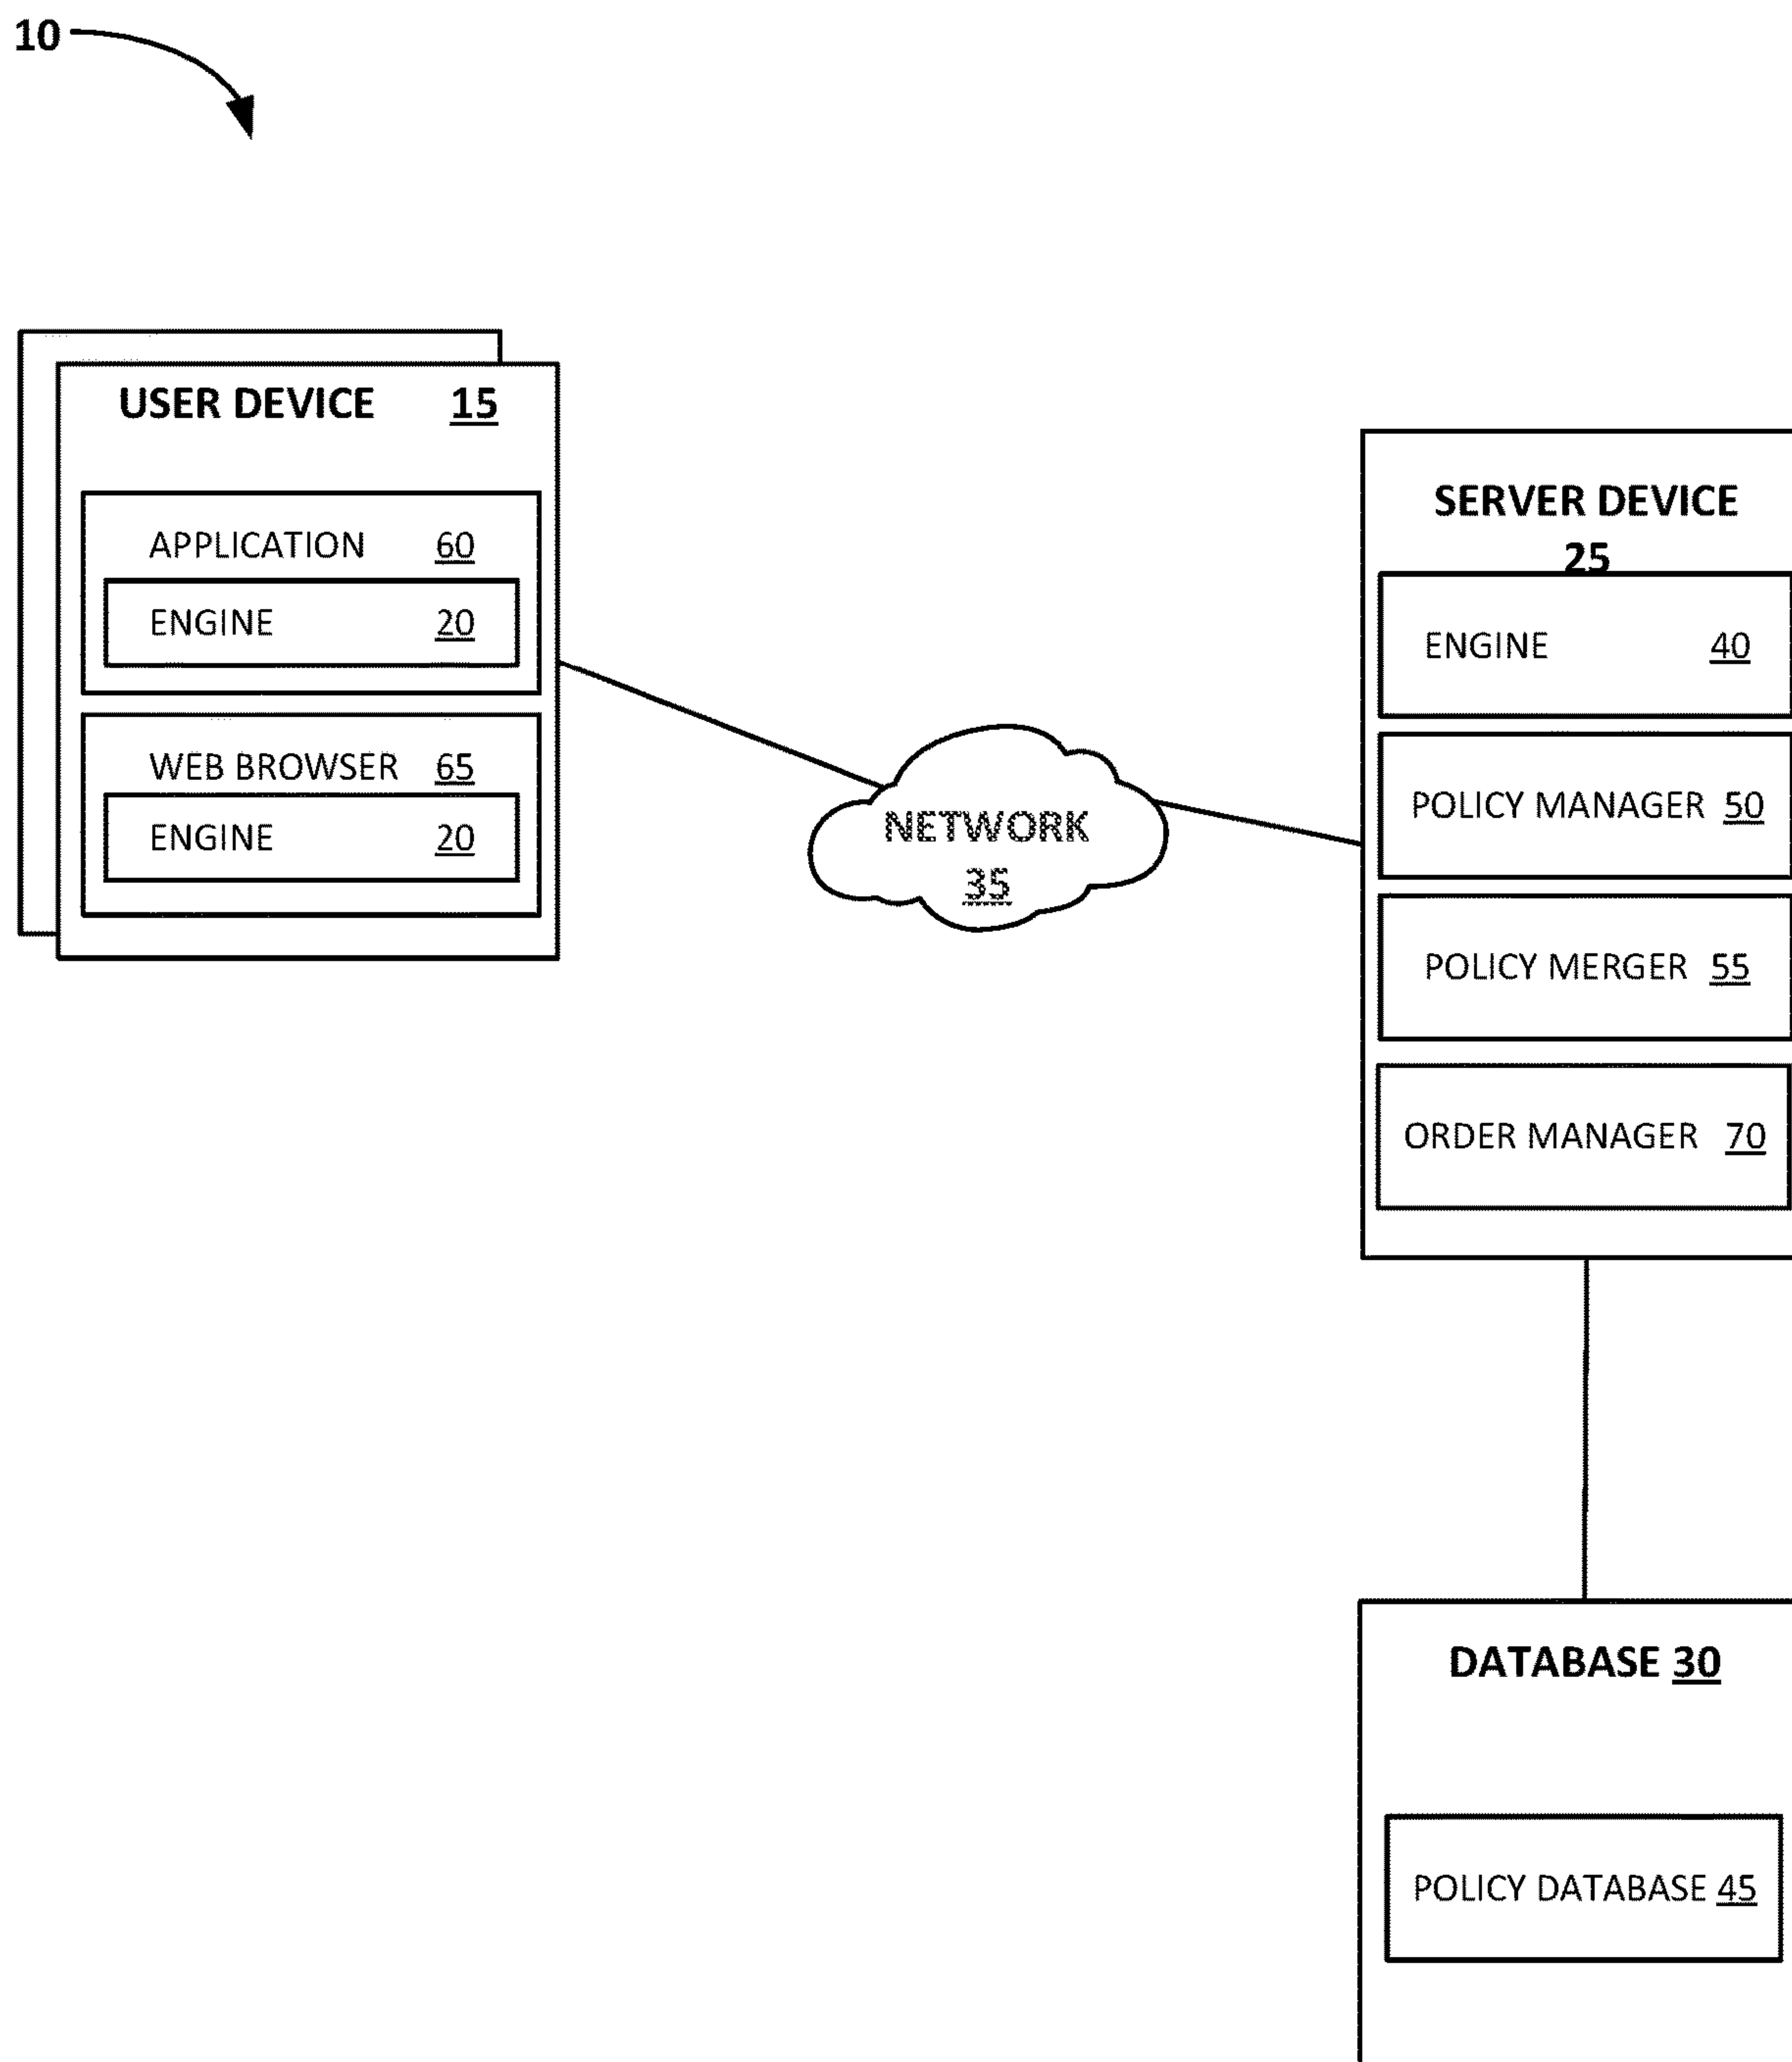 10
USER DEVICE 15
APPLICATION 60
ENGINE 20
WEB BROWSER 65
ENGINE 20
NETWORK
35
SERVER DEVICE
25
ENGINE 40
POLICY MANAGER 50
POLICY MERGER 55
ORDER MANAGER 70
DATABASE 30
POLICY DATABASE 45